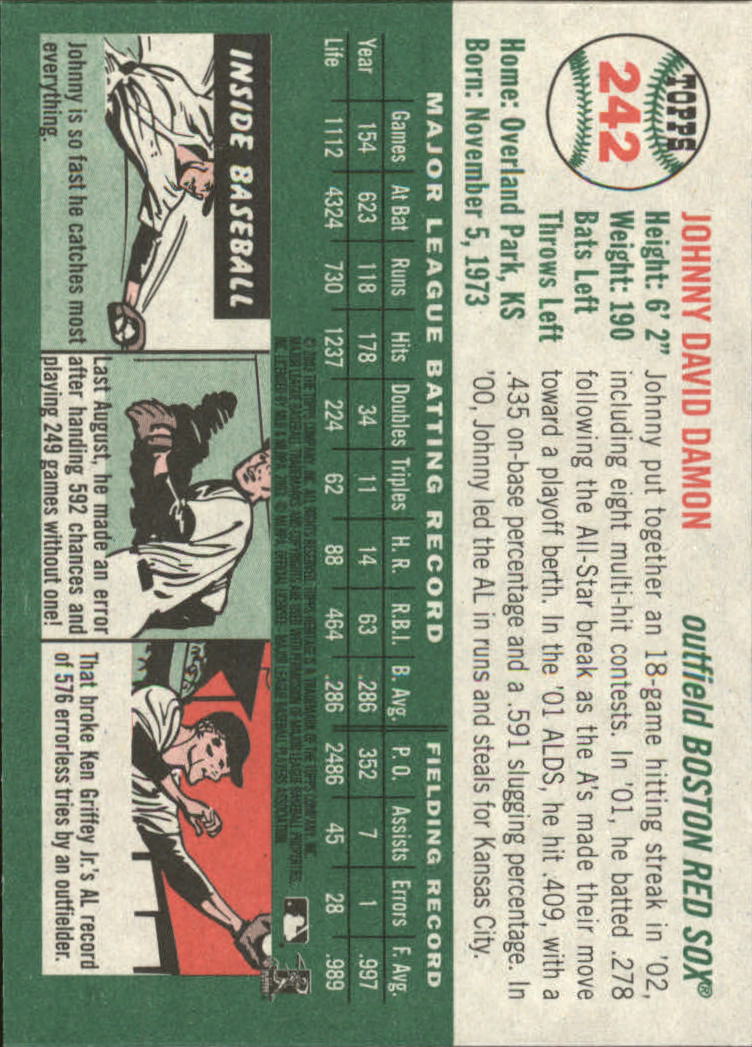 TOPPS
242
JOHNNY DAVID DAMON
outfield BOSTON RED SOX®
Height: 6' 2"
Weight: 190
Bats Left
Throws Left
Home: Overland Park, KS
Born: November 5, 1973
Johnny put together an 18-game hitting streak in '02,
including eight multi-hit contests. In '01, he batted .278
following the All-Star break as the A's made their move
toward a playoff berth. In the '01 ALDS, he hit .409, with a
.435 on-base percentage and a .591 slugging percentage. In
'00, Johnny led the AL in runs and steals for Kansas City.
MAJOR LEAGUE BATTING RECORD FIELDING RECORD
Games At Bat Runs Hits Doubles Triples H.R. R.B.I. B. Avg. P.O. Assists Errors F. Avg.
Year 154 623 118 178 34 11 14 63 .286 352 7 1 .997
Life 1112 4324 730 1237 224 62 88 464 .286 2486 45 28 .989
INSIDE BASEBALL
Johnny is so fast he catches most
everything.
Last August, he made an error
after handing 592 chances and
playing 249 games without one!
That broke Ken Griffey Jr.'s AL record
of 576 errorless tries by an outfielder.